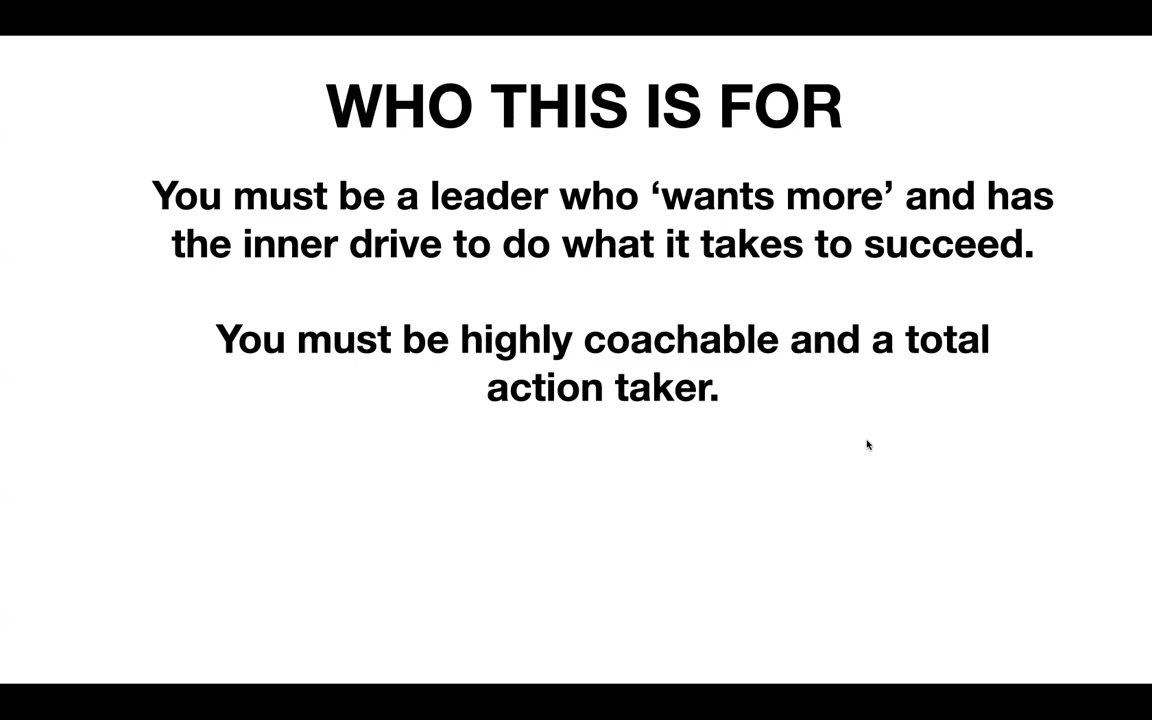 WHO THIS IS FOR
You must be a leader who ‘wants more’ and has
the inner drive to do what it takes to succeed.
You must be highly coachable and a total
action taker.